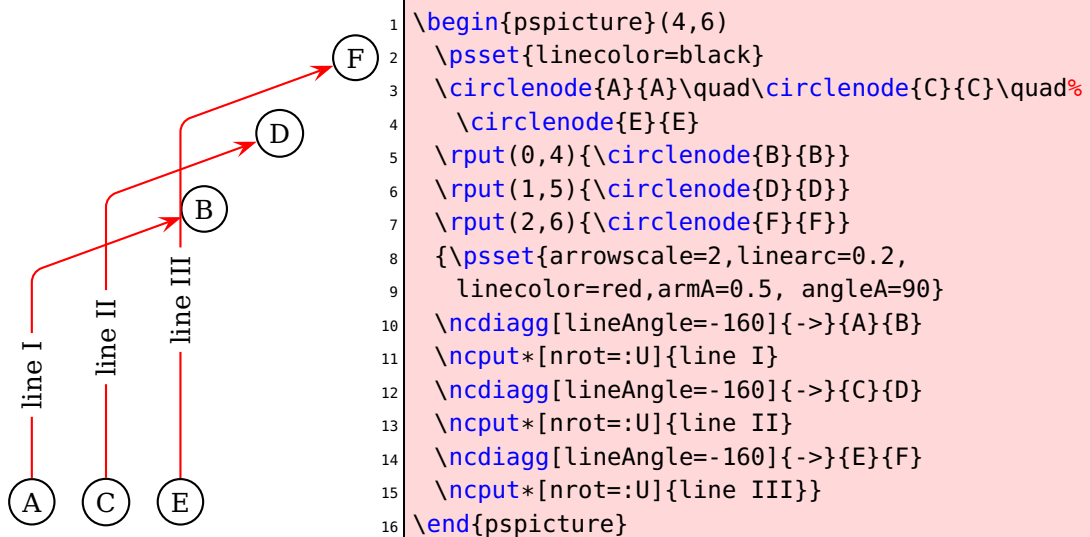 F
D
B
line III
line II
line I
A C E
1 \begin{pspicture}(4,6)
2 \psset{linecolor=black}
3 \circlenode{A}{A}\quad\circlenode{C}{C}\quad%
4 \circlenode{E}{E}
5 \rput(0,4){\circlenode{B}{B}}
6 \rput(1,5){\circlenode{D}{D}}
7 \rput(2,6){\circlenode{F}{F}}
8 {\psset{arrowscale=2,linearc=0.2,
9 linecolor=red,armA=0.5, angleA=90}
10 \ncdiagg[lineAngle=-160]{->}{A}{B}
11 \ncput*[nrot=:U]{line I}
12 \ncdiagg[lineAngle=-160]{->}{C}{D}
13 \ncput*[nrot=:U]{line II}
14 \ncdiagg[lineAngle=-160]{->}{E}{F}
15 \ncput*[nrot=:U]{line III}}
16 \end{pspicture}